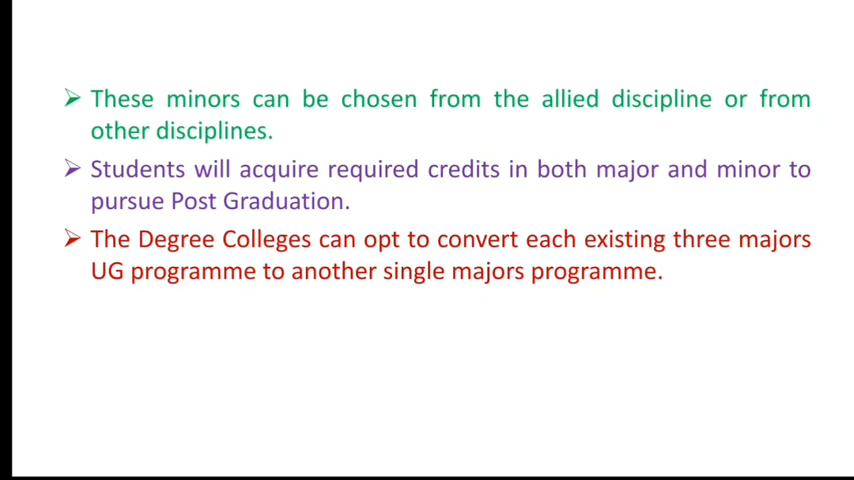 ➢ These minors can be chosen from the allied discipline or from
other disciplines.
➢ Students will acquire required credits in both major and minor to
pursue Post Graduation.
➢ The Degree Colleges can opt to convert each existing three majors
UG programme to another single majors programme.